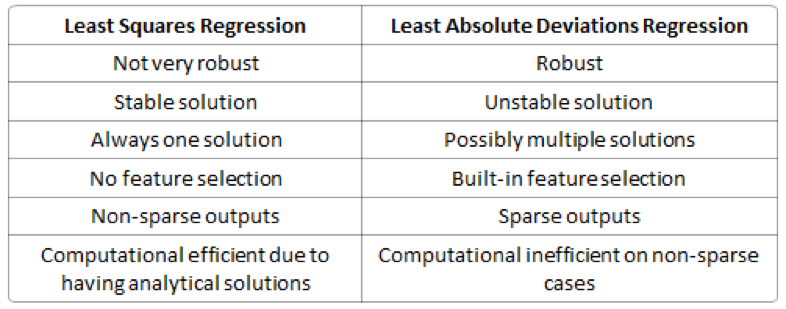 Least Squares Regression
Least Absolute Deviations Regression
Not very robust
Robust
Stable solution
Unstable solution
Always one solution
Possibly multiple solutions
No feature selection
Built-in feature selection
Non-sparse outputs
Sparse outputs
Computational efficient due to
having analytical solutions
Computational inefficient on non-sparse
cases